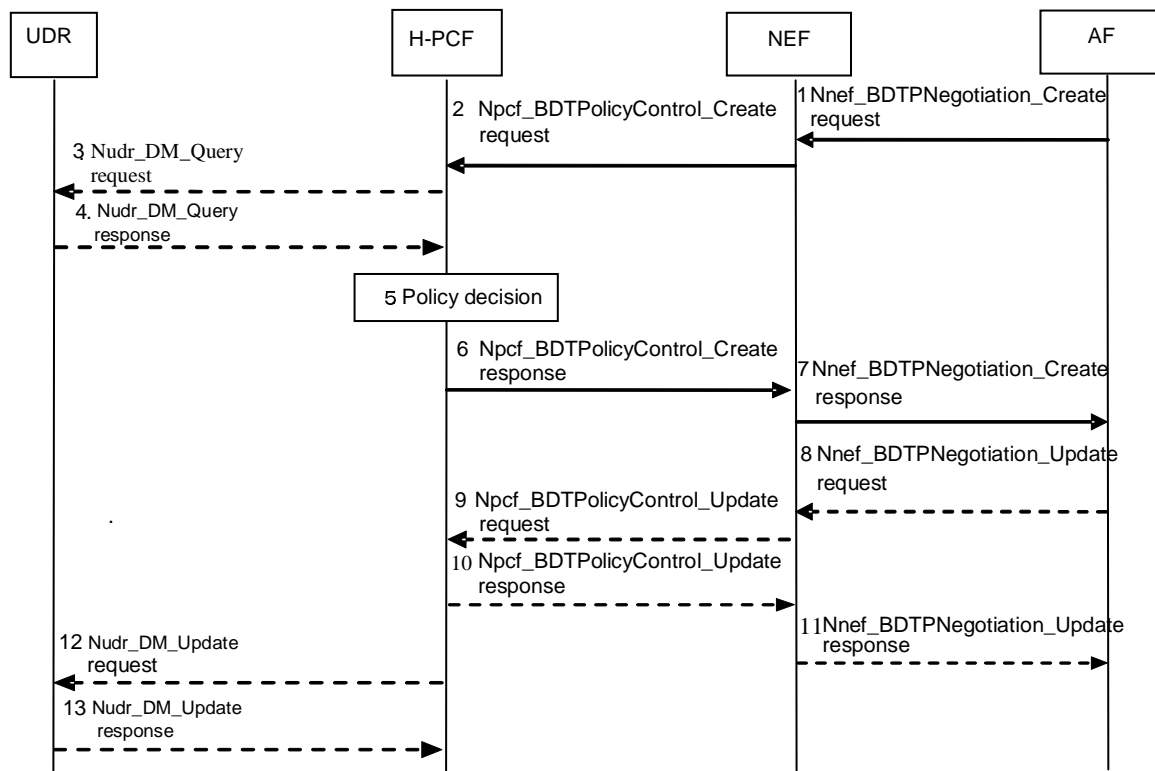 UDR
H-PCF
NEF
AF
1 Nnef_BDTPNegotiation_Create
request
2 Npcf_BDTPolicyControl_Create
request
3 Nudr_DM_Query
request
4. Nudr_DM_Query
response
5 Policy decision
6 Npcf_BDTPolicyControl_Create
response
7 Nnef_BDTPNegotiation_Create
response
8 Nnef_BDTPNegotiation_Update
request
9 Npcf_BDTPolicyControl_Update
request
.
10 Npcf_BDTPolicyControl_Update
response
11 Nnef_BDTPNegotiation_Update
response
12 Nudr_DM_Update
request
13 Nudr_DM_Update
response